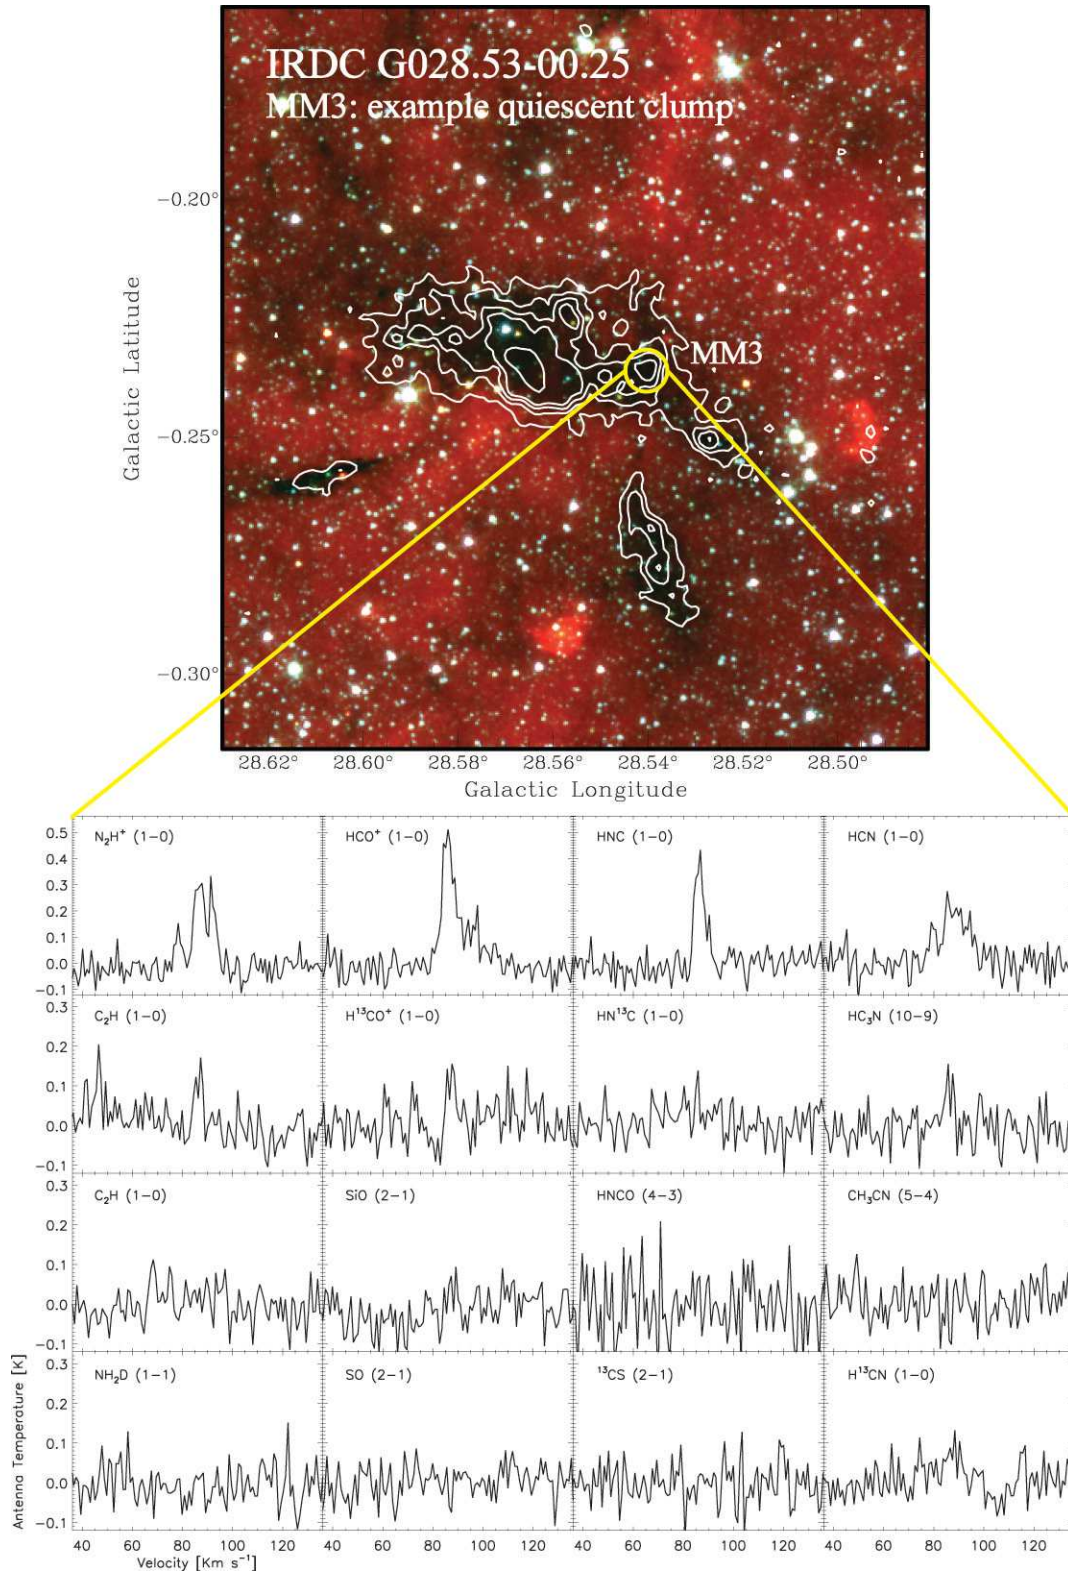 IRDC G028.53-00.25
MM3: example quiescent clump
−0.20°
−0.25°
−0.30°
Galactic Latitude
MM3
28.62° 28.60° 28.58° 28.56° 28.54° 28.52° 28.50°
Galactic Longitude
N₂H⁺ (1−0) HCO⁺ (1−0) HNC (1−0) HCN (1−0)
0.5
0.4
0.3
0.2
0.1
0.0
−0.1
C₂H (1−0) H¹³CO⁺ (1−0) HN¹³C (1−0) HC₃N (10−9)
0.3
0.2
0.1
0.0
−0.1
C₂H (1−0) SiO (2−1) HNCO (4−3) CH₃CN (5−4)
0.3
0.2
0.1
0.0
−0.1
NH₂D (1−1) SO (2−1) ¹³CS (2−1) H¹³CN (1−0)
0.3
0.2
0.1
0.0
−0.1
Antenna Temperature [K]
40 60 80 100 120 40 60 80 100 120 40 60 80 100 120 40 60 80 100 120
Velocity [Km s⁻¹]